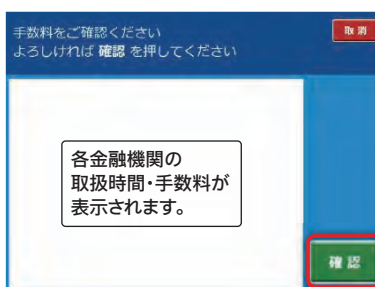 手数料をご確認ください
よろしければ 確認 を押してください
取消
各金融機関の
取扱時間・手数料が
表示されます。
確認